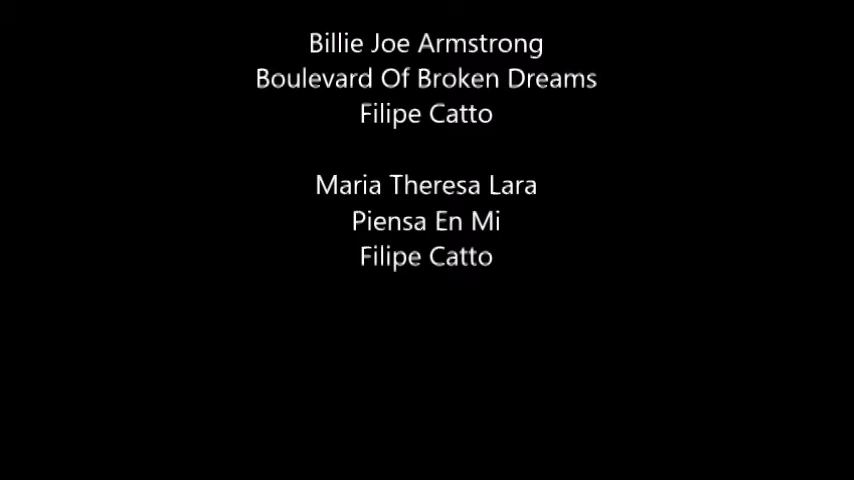 Billie Joe Armstrong
Boulevard Of Broken Dreams
Filipe Catto
Maria Theresa Lara
Piensa En Mi
Filipe Catto